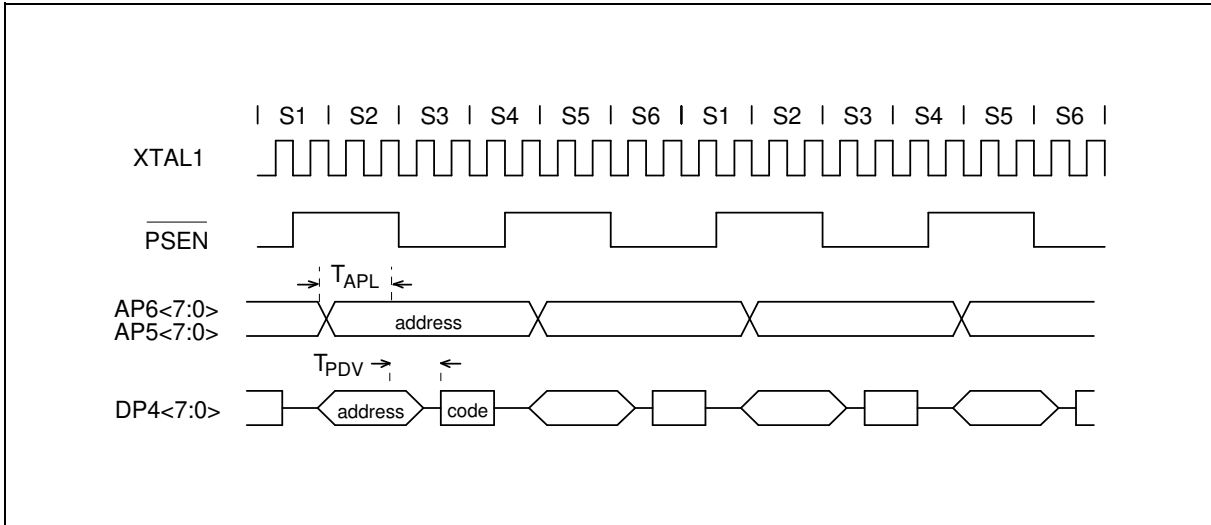 | S1 | S2 | S3 | S4 | S5 | S6 | S1 | S2 | S3 | S4 | S5 | S6 |
XTAL1
PSEN
TAPL
AP6<7:0>
AP5<7:0>
address
TPDV
DP4<7:0>
address
code